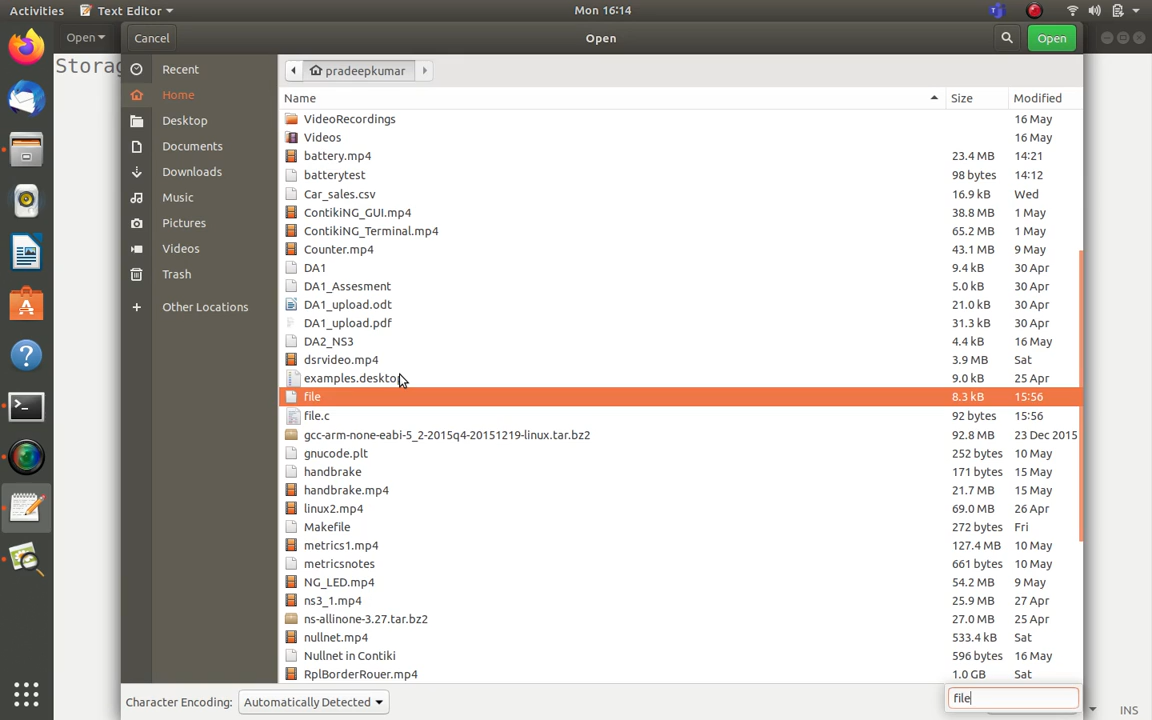 Activities Text Editor Mon 16:14
Open
Storag
Cancel Open Open
Recent
Home
Desktop
Documents
Downloads
Music
Pictures
Videos
Trash
+ Other Locations
pradeepkumar
Name Size Modified
VideoRecordings 16 May
Videos 16 May
battery.mp4 23.4 MB 14:21
batterytest 98 bytes 14:12
Car_sales.csv 16.9 kB Wed
ContikiNG_GUI.mp4 38.8 MB 1 May
ContikiNG_Terminal.mp4 65.2 MB 1 May
Counter.mp4 43.1 MB 9 May
DA1 9.4 kB 30 Apr
DA1_Assesment 5.0 kB 30 Apr
DA1_upload.odt 21.0 kB 30 Apr
DA1_upload.pdf 31.3 kB 30 Apr
DA2_NS3 4.4 kB 16 May
dsrvideo.mp4 3.9 MB Sat
examples.desktop 9.0 kB 25 Apr
file 8.3 kB 15:56
file.c 92 bytes 15:56
gcc-arm-none-eabi-5_2-2015q4-20151219-linux.tar.bz2 92.8 MB 23 Dec 2015
gnucode.plt 252 bytes 10 May
handbrake 171 bytes 15 May
handbrake.mp4 21.7 MB 15 May
linux2.mp4 69.0 MB 26 Apr
Makefile 272 bytes Fri
metrics1.mp4 127.4 MB 10 May
metricsnotes 661 bytes 10 May
NG_LED.mp4 54.2 MB 9 May
ns3_1.mp4 25.9 MB 27 Apr
ns-allinone-3.27.tar.bz2 27.0 MB 25 Apr
nullnet.mp4 533.4 kB Sat
Nullnet in Contiki 596 bytes 16 May
RplBorderRouer.mp4 1.0 GB Sat
Character Encoding: Automatically Detected file
INS